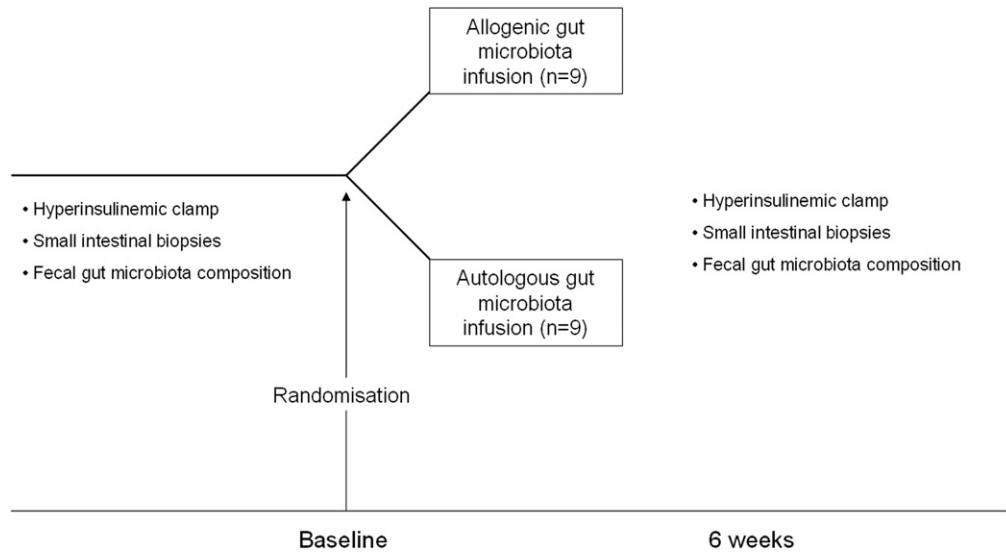 Allogenic gut
microbiota
infusion (n=9)
• Hyperinsulinemic clamp
• Small intestinal biopsies
• Fecal gut microbiota composition
• Hyperinsulinemic clamp
• Small intestinal biopsies
• Fecal gut microbiota composition
Autologous gut
microbiota
infusion (n=9)
Randomisation
Baseline
6 weeks